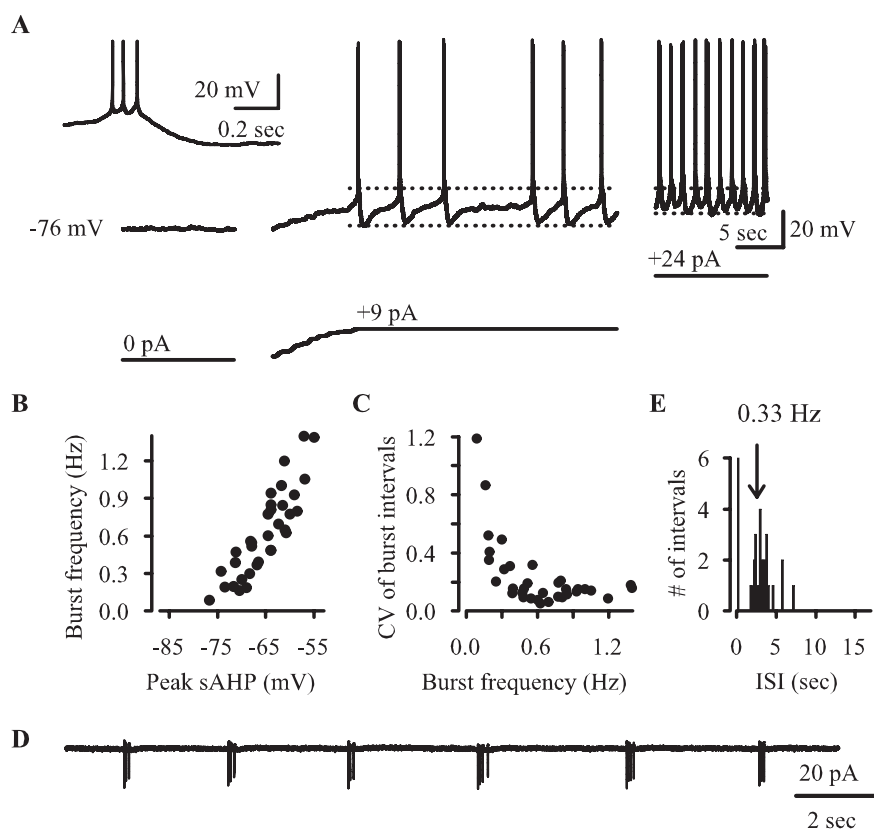 A
20 mV
0.2 sec
-76 mV
5 sec
20 mV
+24 pA
+9 pA
0 pA
B
Burst frequency (Hz)
1.2
0.9
0.6
0.3
0.0
-85 -75 -65 -55
Peak sAHP (mV)
C
CV of burst intervals
1.2
0.8
0.4
0.0
0.0 0.6 1.2
Burst frequency (Hz)
E
0.33 Hz
# of intervals
6
4
2
0
0 5 10 15
ISI (sec)
D
20 pA
2 sec